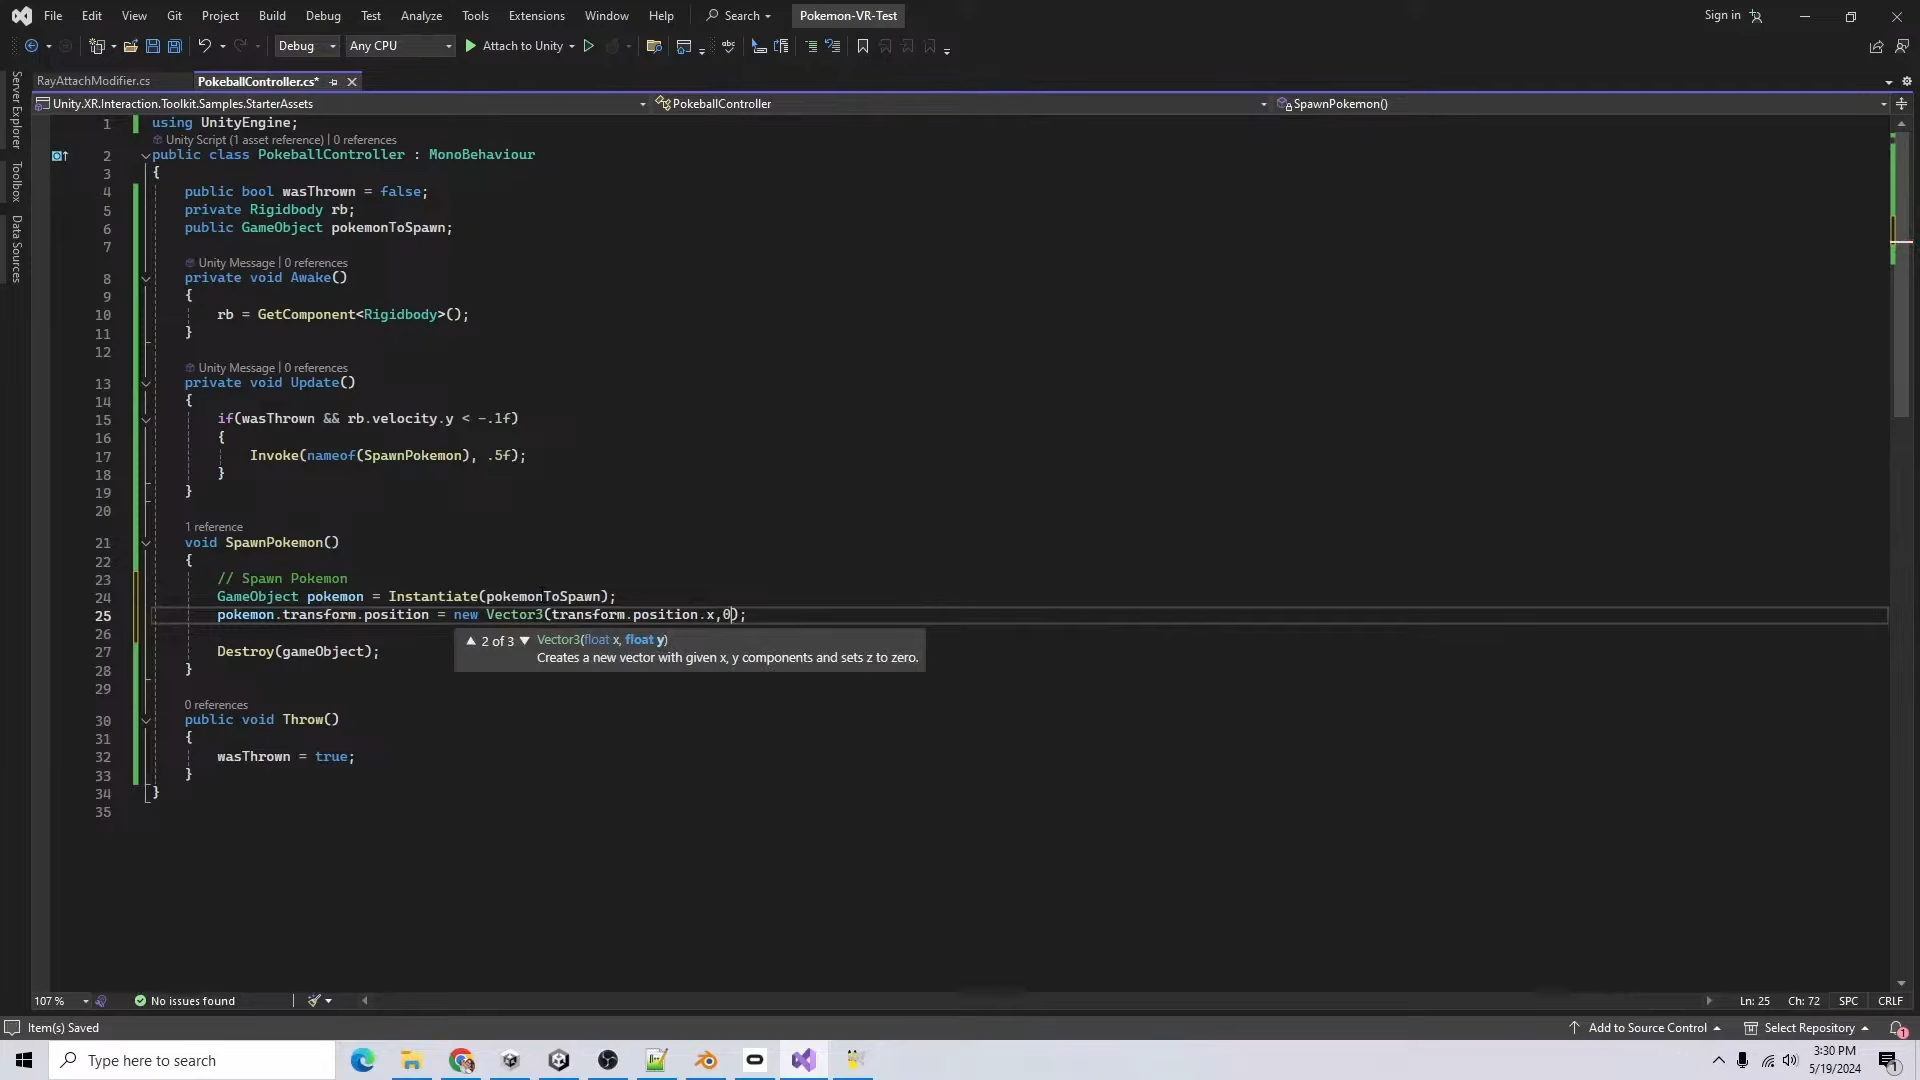 File Edit View Git Project Build Debug Test Analyze Tools Extensions Window Help Search Pokemon-VR-Test Sign in
Debug Any CPU Attach to Unity
RayAttachModifier.cs PokeballController.cs*
Unity.XR.Interaction.Toolkit.Samples.StarterAssets PokeballController SpawnPokemon()
Server Explorer
Toolbox
Data Sources
1 using UnityEngine;
Unity Script (1 asset reference) | 0 references
2 public class PokeballController : MonoBehaviour
3 {
4 public bool wasThrown = false;
5 private Rigidbody rb;
6 public GameObject pokemonToSpawn;
7
Unity Message | 0 references
8 private void Awake()
9 {
10 rb = GetComponent<Rigidbody>();
11 }
12
Unity Message | 0 references
13 private void Update()
14 {
15 if(wasThrown && rb.velocity.y < -.1f)
16 {
17 Invoke(nameof(SpawnPokemon), .5f);
18 }
19 }
20
1 reference
21 void SpawnPokemon()
22 {
23 // Spawn Pokemon
24 GameObject pokemon = Instantiate(pokemonToSpawn);
25 pokemon.transform.position = new Vector3(transform.position.x,0);
26
▲ 2 of 3 ▼ Vector3(float x, float y)
Creates a new vector with given x, y components and sets z to zero.
27 Destroy(gameObject);
28 }
29
0 references
30 public void Throw()
31 {
32 wasThrown = true;
33 }
34 }
35
107 % No issues found Ln: 25 Ch: 72 SPC CRLF
Item(s) Saved Add to Source Control Select Repository 1
Type here to search 3:30 PM
5/19/2024 1